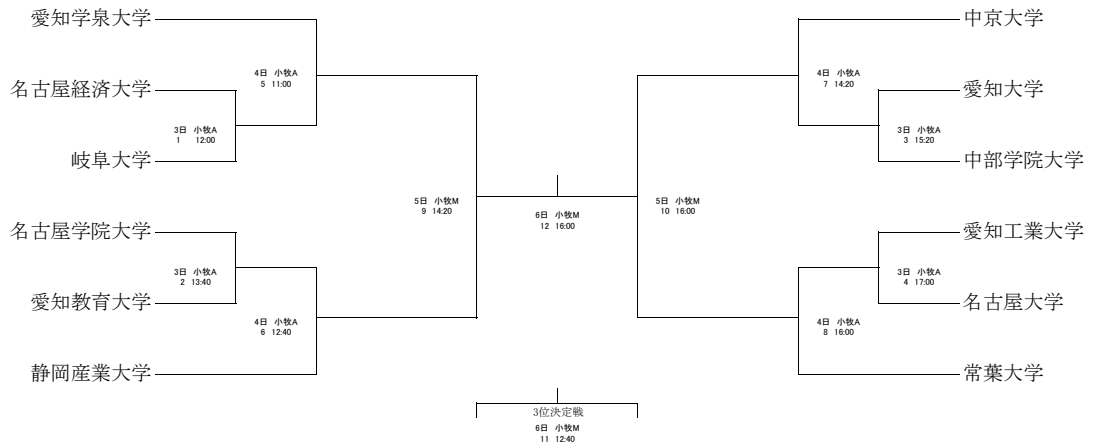 愛知学泉大学
4日 小牧A
5 11:00
名古屋経済大学
3日 小牧A
1 12:00
岐阜大学
5日 小牧M
9 14:20
名古屋学院大学
3日 小牧A
2 13:40
愛知教育大学
4日 小牧A
6 12:40
静岡産業大学
6日 小牧M
12 16:00
3位決定戦
6日 小牧M
11 12:40
中京大学
4日 小牧A
7 14:20
愛知大学
3日 小牧A
3 15:20
中部学院大学
5日 小牧M
10 16:00
愛知工業大学
3日 小牧A
4 17:00
名古屋大学
4日 小牧A
8 16:00
常葉大学